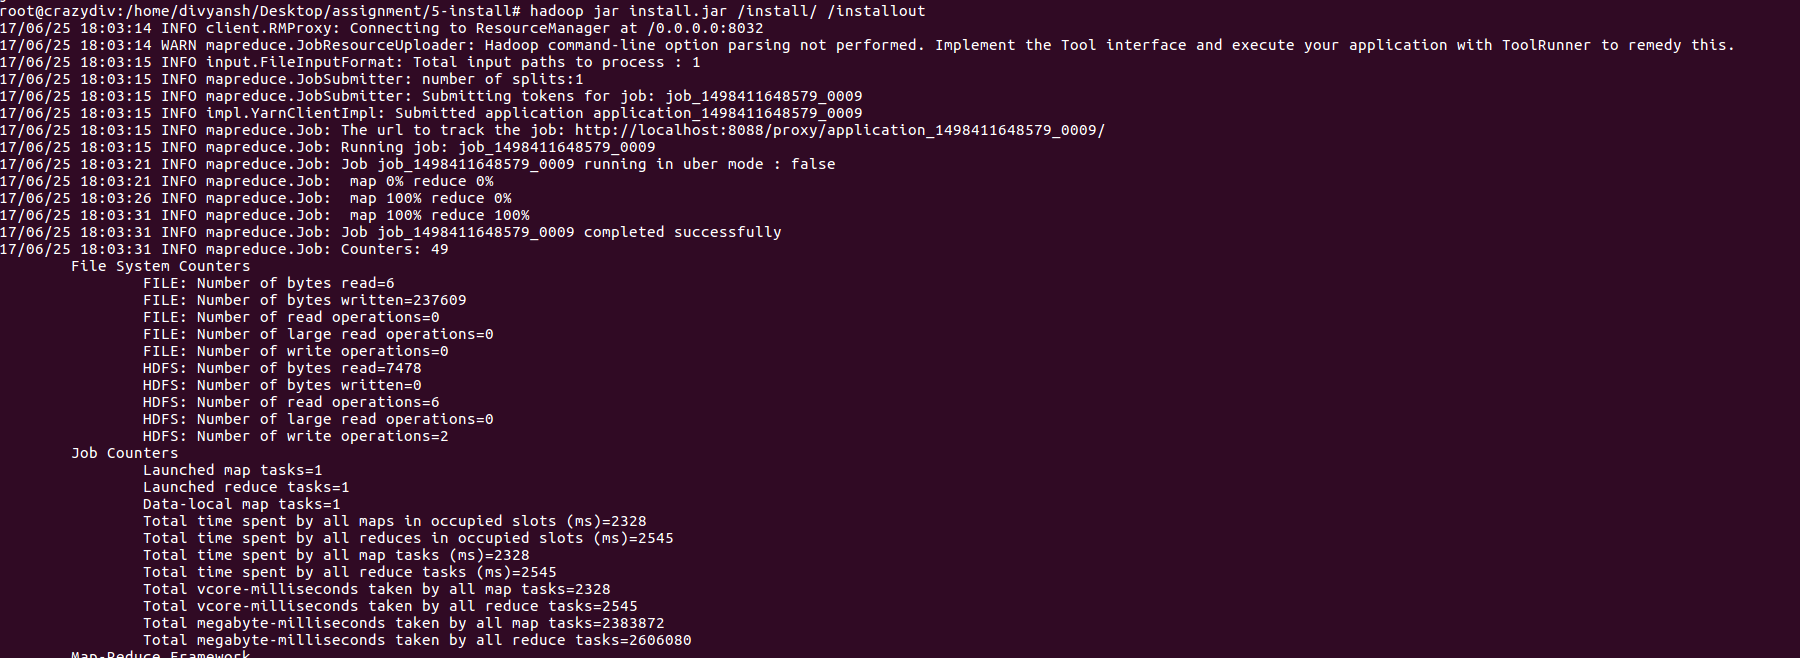 root@crazydiv:/home/divyansh/Desktop/assignment/5-install# hadoop jar install.jar /install/ /installout
17/06/25 18:03:14 INFO client.RMProxy: Connecting to ResourceManager at /0.0.0.0:8032
17/06/25 18:03:14 WARN mapreduce.JobResourceUploader: Hadoop command-line option parsing not performed. Implement the Tool interface and execute your application with ToolRunner to remedy this.
17/06/25 18:03:15 INFO input.FileInputFormat: Total input paths to process : 1
17/06/25 18:03:15 INFO mapreduce.JobSubmitter: number of splits:1
17/06/25 18:03:15 INFO mapreduce.JobSubmitter: Submitting tokens for job: job_1498411648579_0009
17/06/25 18:03:15 INFO impl.YarnClientImpl: Submitted application application_1498411648579_0009
17/06/25 18:03:15 INFO mapreduce.Job: The url to track the job: http://localhost:8088/proxy/application_1498411648579_0009/
17/06/25 18:03:15 INFO mapreduce.Job: Running job: job_1498411648579_0009
17/06/25 18:03:21 INFO mapreduce.Job: Job job_1498411648579_0009 running in uber mode : false
17/06/25 18:03:21 INFO mapreduce.Job:  map 0% reduce 0%
17/06/25 18:03:26 INFO mapreduce.Job:  map 100% reduce 0%
17/06/25 18:03:31 INFO mapreduce.Job:  map 100% reduce 100%
17/06/25 18:03:31 INFO mapreduce.Job: Job job_1498411648579_0009 completed successfully
17/06/25 18:03:31 INFO mapreduce.Job: Counters: 49
File System Counters
FILE: Number of bytes read=6
FILE: Number of bytes written=237609
FILE: Number of read operations=0
FILE: Number of large read operations=0
FILE: Number of write operations=0
HDFS: Number of bytes read=7478
HDFS: Number of bytes written=0
HDFS: Number of read operations=6
HDFS: Number of large read operations=0
HDFS: Number of write operations=2
Job Counters
Launched map tasks=1
Launched reduce tasks=1
Data-local map tasks=1
Total time spent by all maps in occupied slots (ms)=2328
Total time spent by all reduces in occupied slots (ms)=2545
Total time spent by all map tasks (ms)=2328
Total time spent by all reduce tasks (ms)=2545
Total vcore-milliseconds taken by all map tasks=2328
Total vcore-milliseconds taken by all reduce tasks=2545
Total megabyte-milliseconds taken by all map tasks=2383872
Total megabyte-milliseconds taken by all reduce tasks=2606080
Map-Reduce Framework